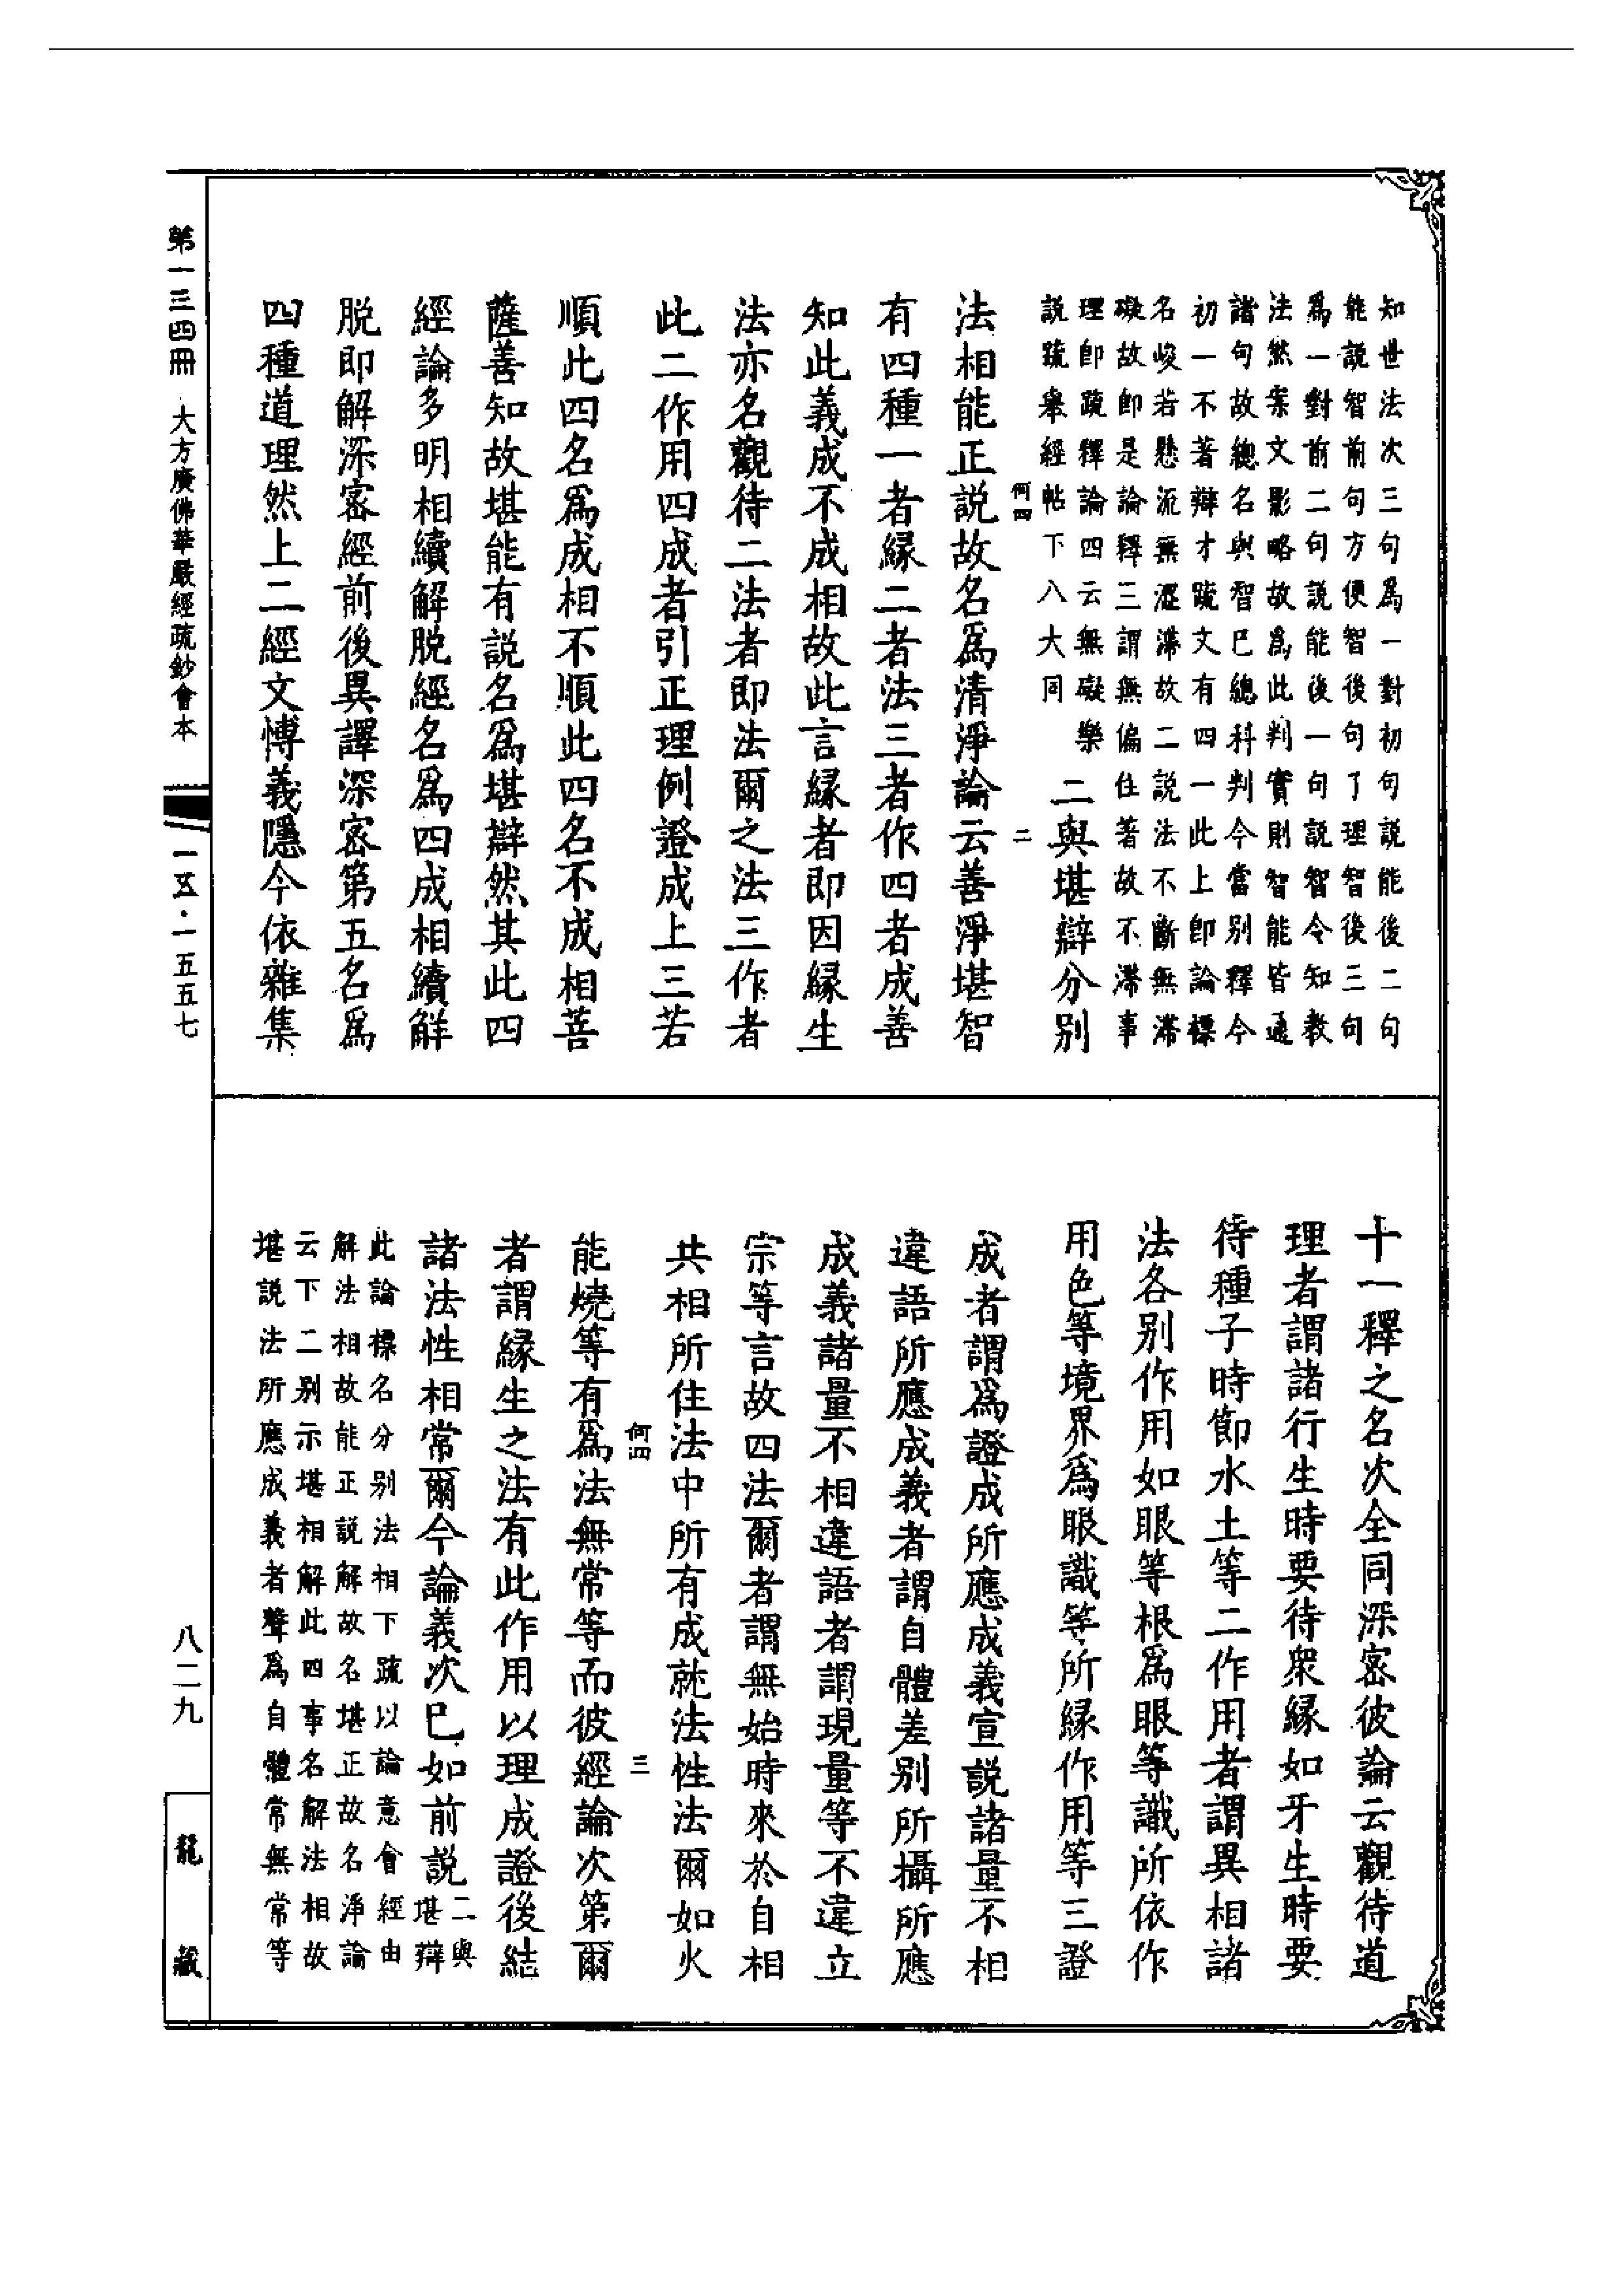 知世法次三句爲一對初句說能後二句
能說智前句方便智後句了理智後三句
爲一對前二句說能後一句說智令知教
法然案文影略故爲此判實則智能皆通
諸句故總名與智巳總科判今當別釋今
初一不著辯才疏文有四一此上卽論標
名峻若懸流無澀滯故二說法不斷無滯
礙故卽是論釋三謂無偏住著故不滯事
理卽疏釋論四云無礙樂
說疏舉經帖下八大同
二與堪辯分别
何四
二
法相能正說故名爲清淨論云善淨堪智
有四種一者縁二者法三者作四者成善
知此義成不成相故此言縁者即因縁生
法亦名觀待二法者即法爾之法三作者
此二作用四成者引正理例證成上三若
順此四名爲成相不順此四名不成相菩
薩善知故堪能有説名爲堪辯然其此四
經論多明相續解脱經名爲四成相續解
脱即解深密經前後異譯深密第五名爲
四種道理然上二經文博義隱今依雜集
十一釋之名次全同深密彼論云觀待道
理者謂諸行生時要待衆縁如牙生時要
待種子時節水土等二作用者謂異相諸
法各别作用如眼等根爲眼等識所依作
用色等境界爲眼識等所縁作用等三證
成者謂爲證成所應成義宣説諸量不相
違語所應成義者謂自體差别所攝所應
成義諸量不相違語者謂現量等不違立
宗等言故四法爾者謂無始時來於自相
共相所住法中所有成就法性法爾如火
何四
三
能燒等有爲法無常等而彼經論次第爾
者謂縁生之法有此作用以理成證後結
諸法性相常爾今論義次巳如前説
二與
堪辯
此論標名分别法相下疏以論意會經由
解法相故能正說解故名堪正故名淨論
云下二别示堪相解此四事名解法相故
堪說法所應成義者聲爲自體常無常等
第一三四冊 大方廣佛華嚴經疏鈔會本
一五·一五五七
八二九
龍藏